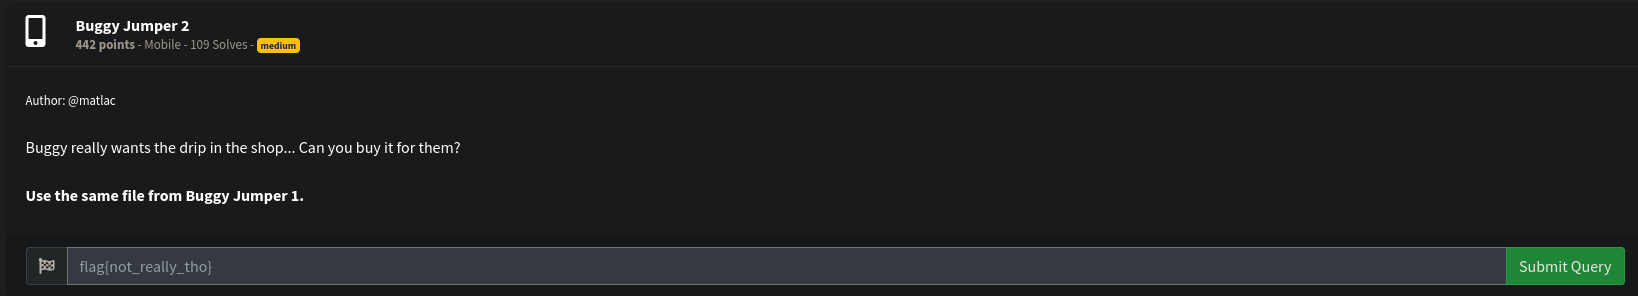 Buggy Jumper 2
442 points - Mobile - 109 Solves - medium
Author: @matlac
Buggy really wants the drip in the shop... Can you buy it for them?
Use the same file from Buggy Jumper 1.
flag{not_really_tho}
Submit Query